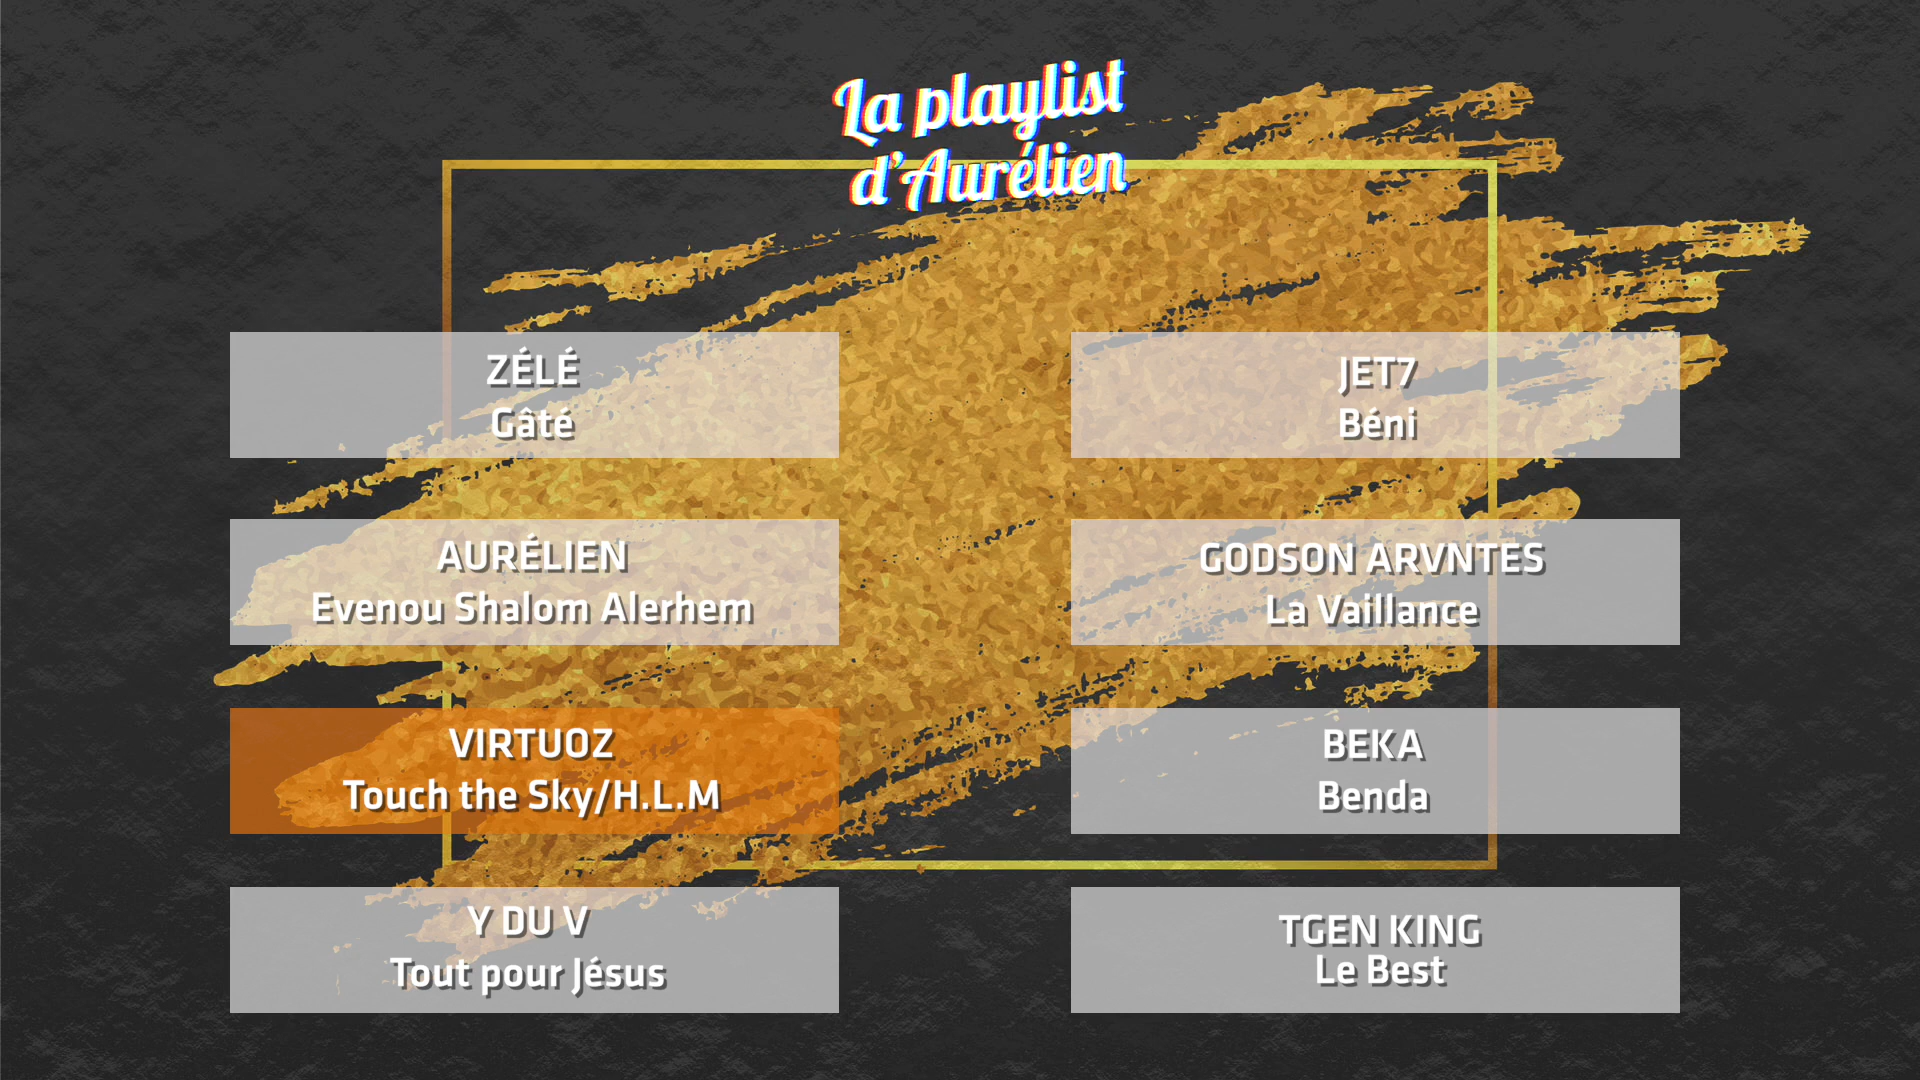 La playlist
d'Aurélien
ZÉLÉ
Gâté
JET7
Béni
AURÉLIEN
Evenou Shalom Alerhem
GODSON ARVNTES
La Vaillance
VIRTUOZ
Touch the Sky/H.L.M
BEKA
Benda
Y DU V
Tout pour Jésus
TGEN KING
Le Best